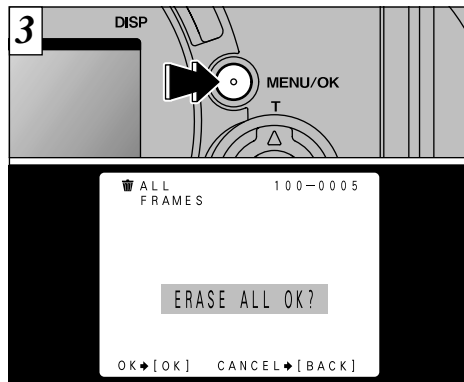 3
DISP
MENU/OK
T
ALL 100-0005
FRAMES
ERASE ALL OK?
OK➧[OK] CANCEL➧[BACK]